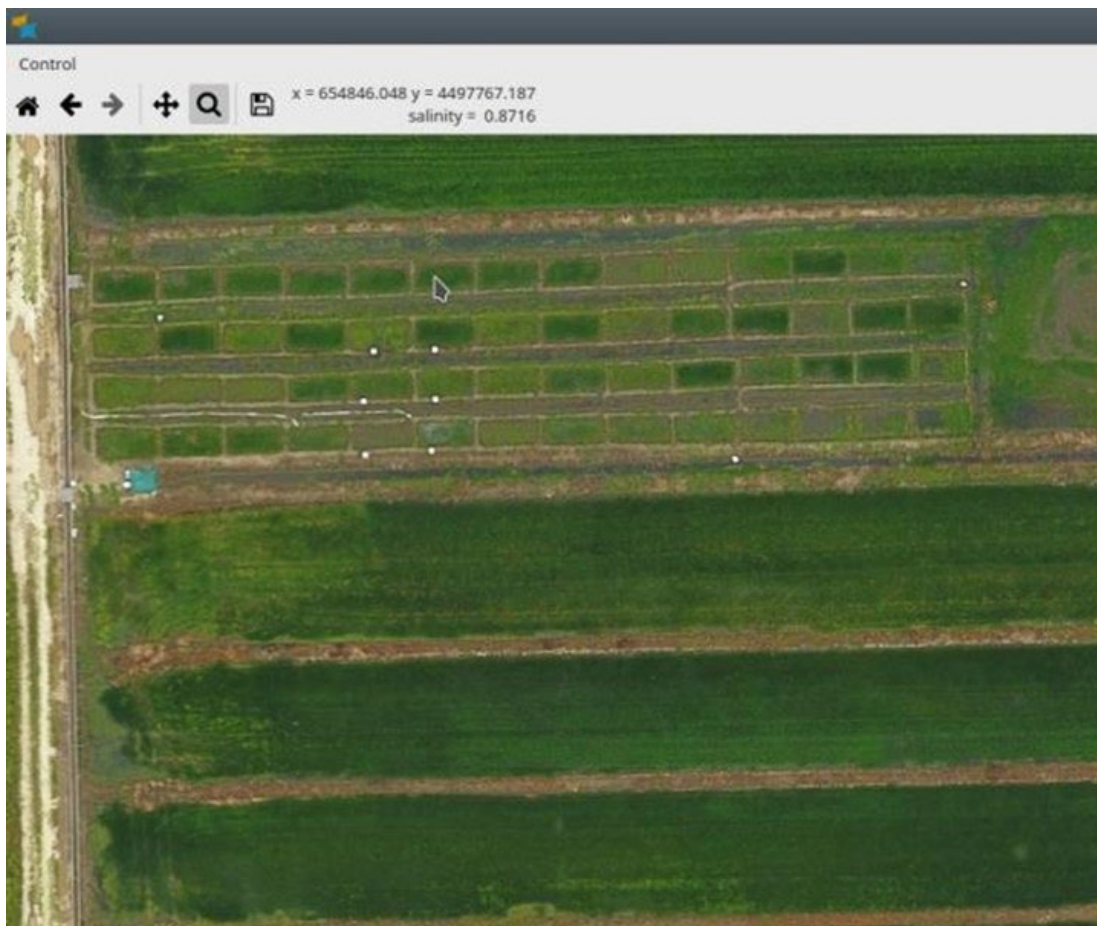 Control
x = 654846.048 y = 4497767.187
salinity = 0.8716